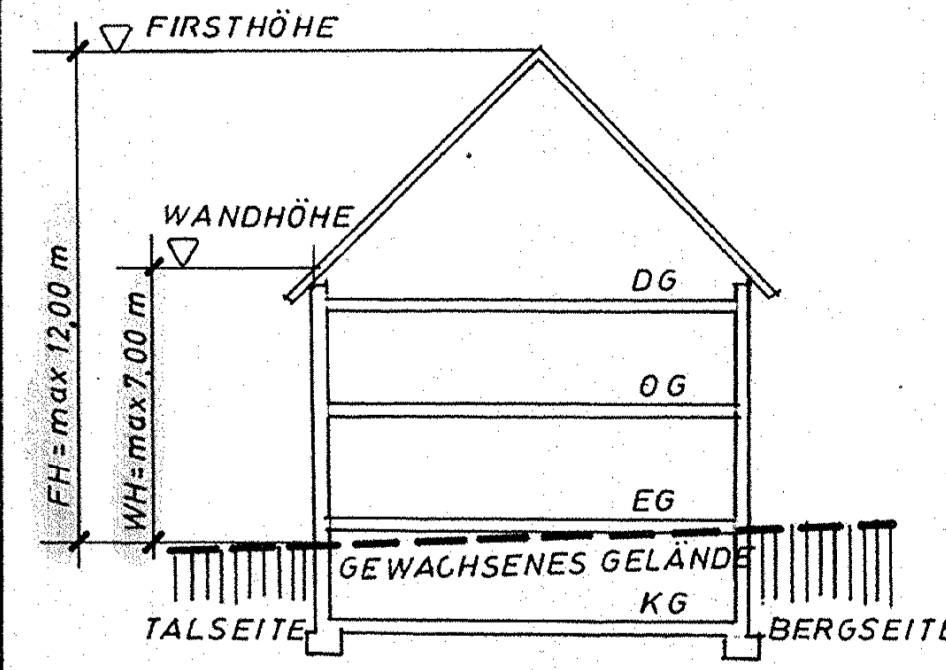 FIRSTHÖHE
WANDHÖHE
FH=max 12,00 m
WH=max 7,00 m
DG
OG
EG
GEWACHSENES GELÄNDE
KG
TALSEITE
BERGSEITE